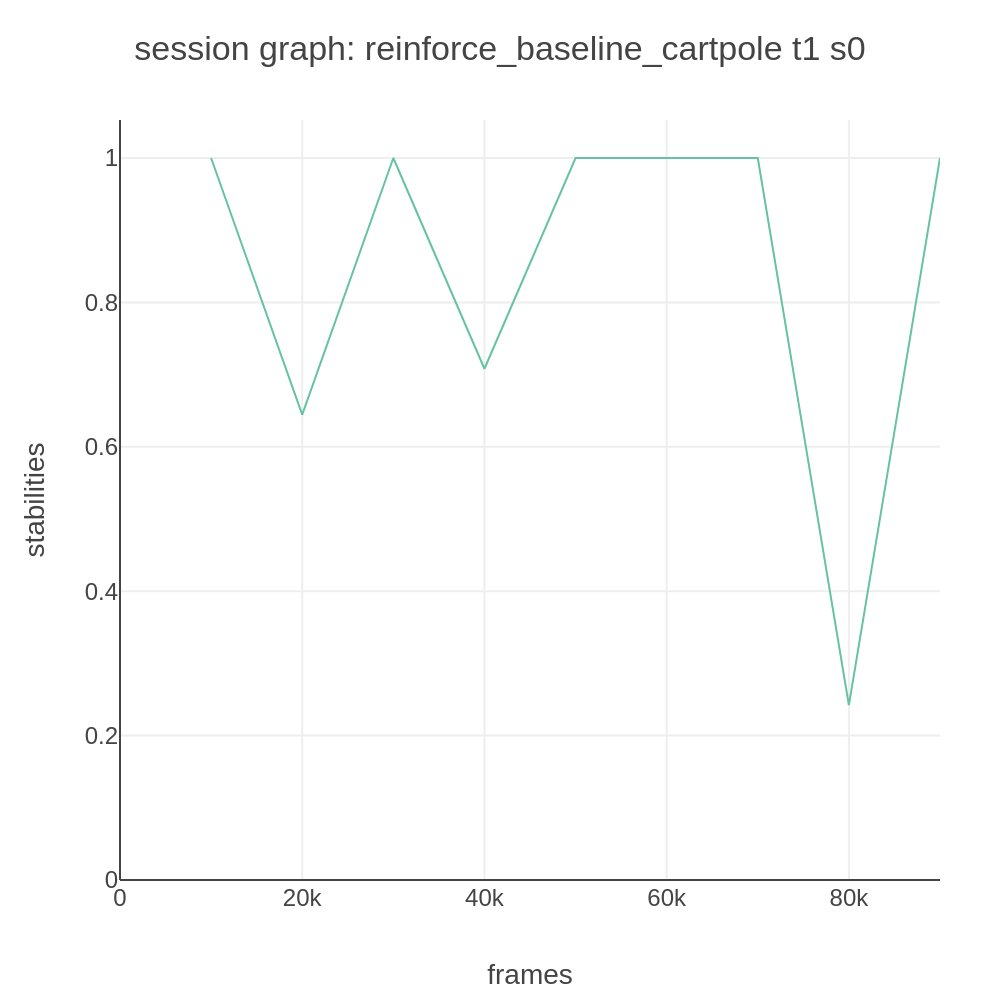 session graph: reinforce_baseline_cartpole t1 s0
1
0.8
0.6
0.4
0.2
0
stabilities
0 20k 40k 60k 80k
frames